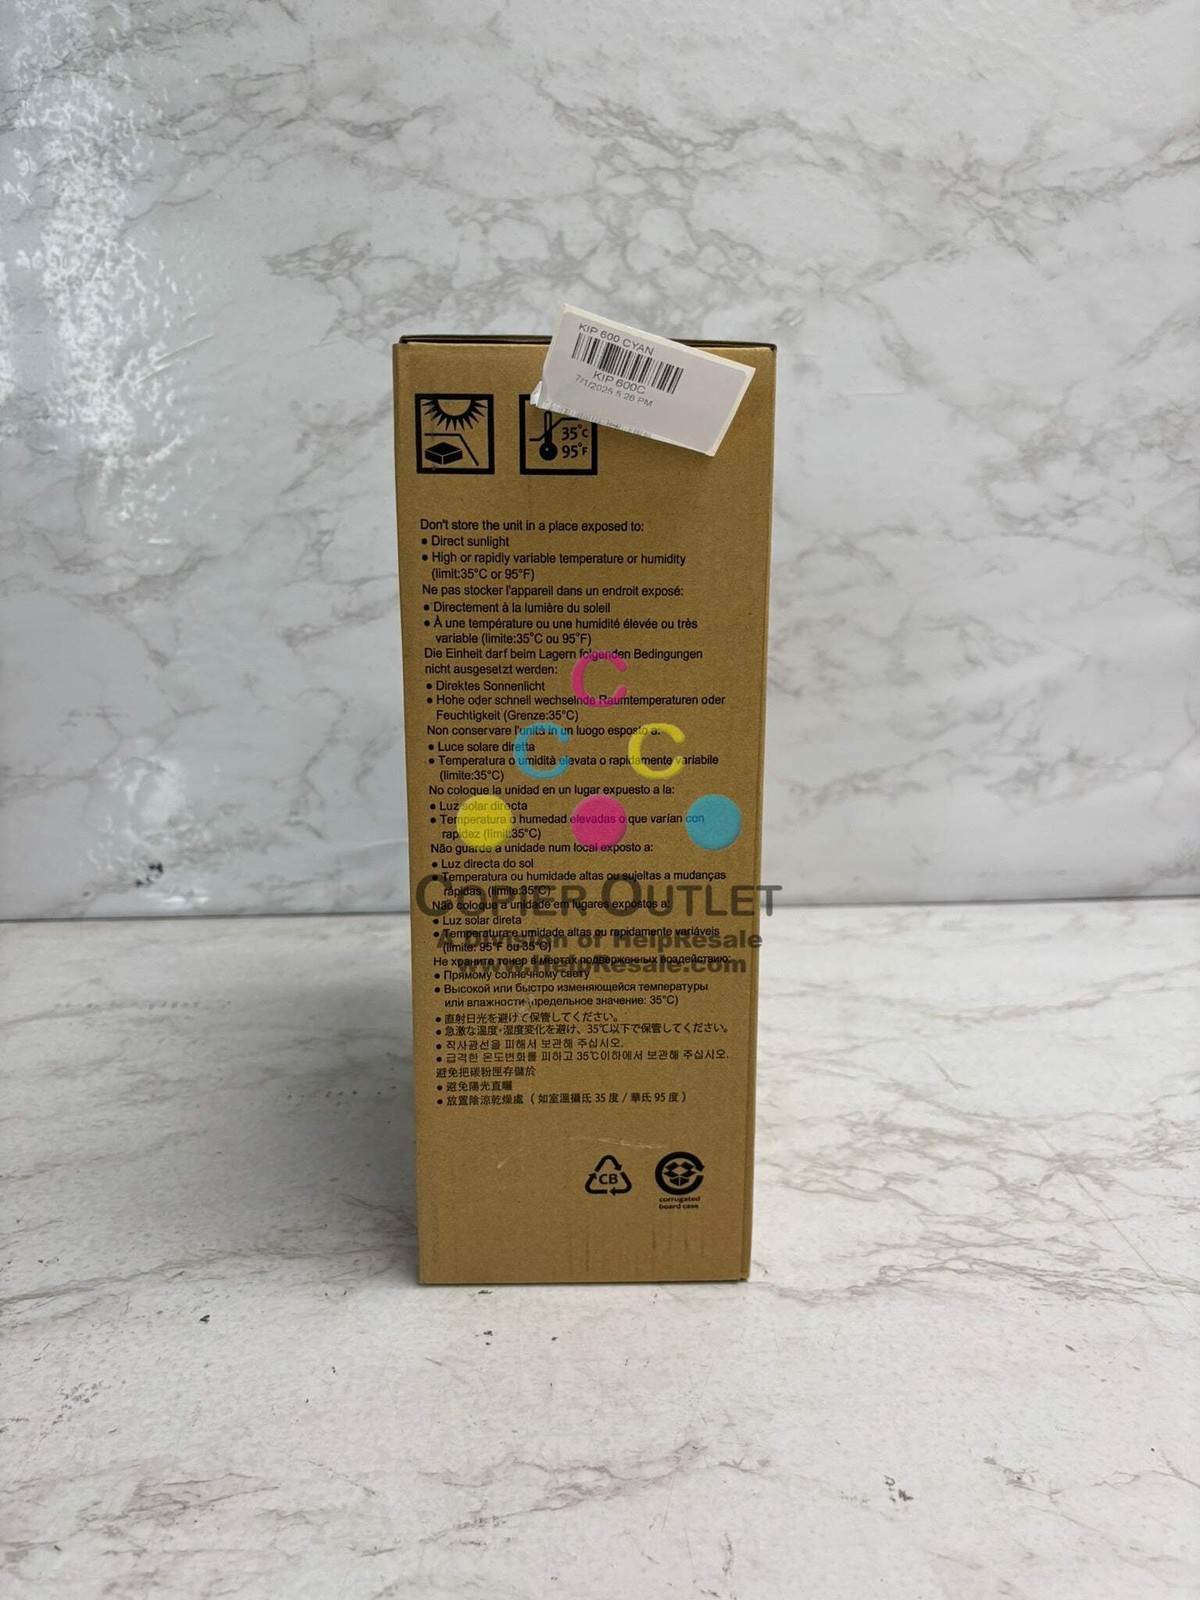 KIP 600 CYAN
KIP 600C
7/1/2025 5:26 PM
35°C
95°F
Don't store the unit in a place exposed to:
• Direct sunlight
• High or rapidly variable temperature or humidity
(limit:35°C or 95°F)
Ne pas stocker l'appareil dans un endroit exposé:
• Directement à la lumière du soleil
• À une température ou une humidité élevée ou très
variable (limite:35°C ou 95°F)
Die Einheit darf beim Lagern folgenden Bedingungen
nicht ausgesetzt werden:
• Direktes Sonnenlicht
• Hohe oder schnell wechselnde Raumtemperaturen oder
Feuchtigkeit (Grenze:35°C)
Non conservare l'unità in un luogo esposto a:
• Luce solare diretta
• Temperatura o umidità elevata o rapidamente variabile
(limite:35°C)
No coloque la unidad en un lugar expuesto a la:
• Luz solar directa
• Temperatura o humedad elevadas o que varían con
rapidez (límit:35°C)
Não guarde a unidade num local exposto a:
• Luz directa do sol
• Temperatura ou humidade altas ou sujeitas a mudanças
rápidas (limite:35°C)
Não coloque a unidade em lugares expostos a:
• Luz solar direta
• Temperatura e umidade altas ou rapidamente variáveis
(limite: 95°F ou 35°C)
Не храните тонер в местах подверженных воздействию:
• Прямому солнечному свету
• Высокой или быстро изменяющейся температуры
или влажности (предельное значение: 35°C)
• 直射日光を避けて保管してください。
• 急激な温度・湿度変化を避け、35℃以下で保管してください。
• 직사광선을 피해서 보관해 주십시오.
• 급격한 온도변화를 피하고 35℃이하에서 보관해 주십시오.
避免把碳粉匣存儲於
• 避免陽光直曬
• 放置陰涼乾燥處（如室溫攝氏 35 度 / 華氏 95 度）
CB
corrugated
board case
C
C C
COPIER OUTLET
A Division of HelpResale
www.HelpResale.com